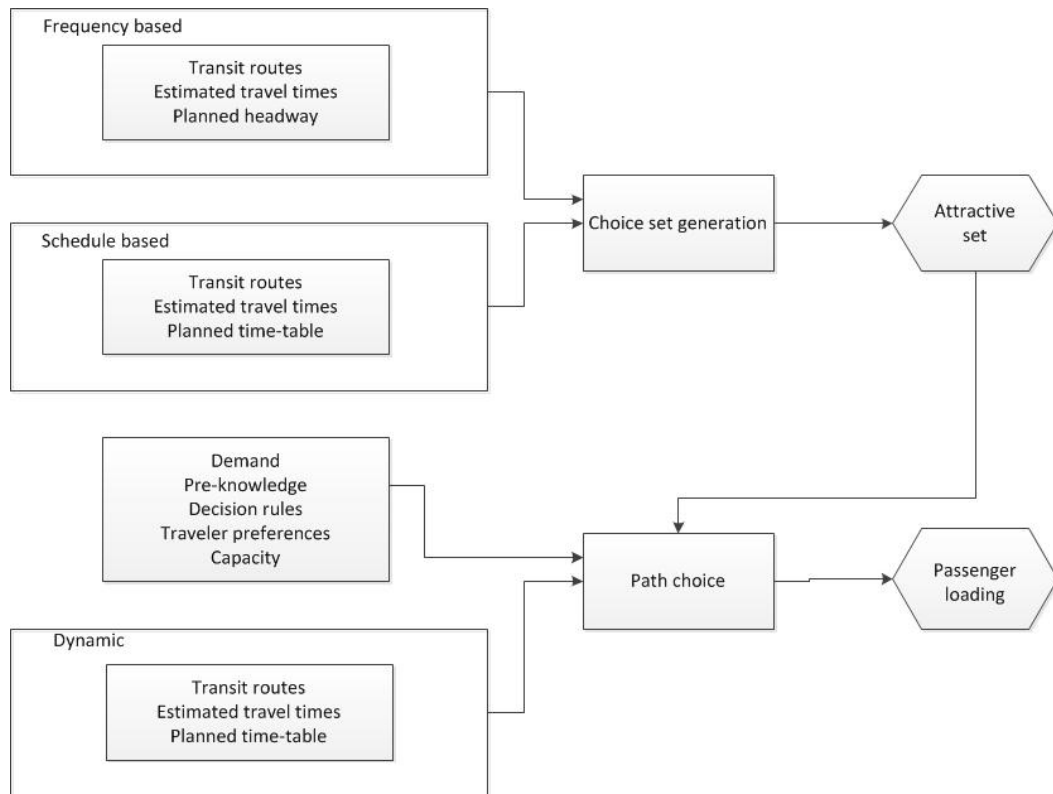 Frequency based
Transit routes
Estimated travel times
Planned headway
Schedule based
Transit routes
Estimated travel times
Planned time-table
Choice set generation
Attractive
set
Demand
Pre-knowledge
Decision rules
Traveler preferences
Capacity
Path choice
Passenger
loading
Dynamic
Transit routes
Estimated travel times
Planned time-table